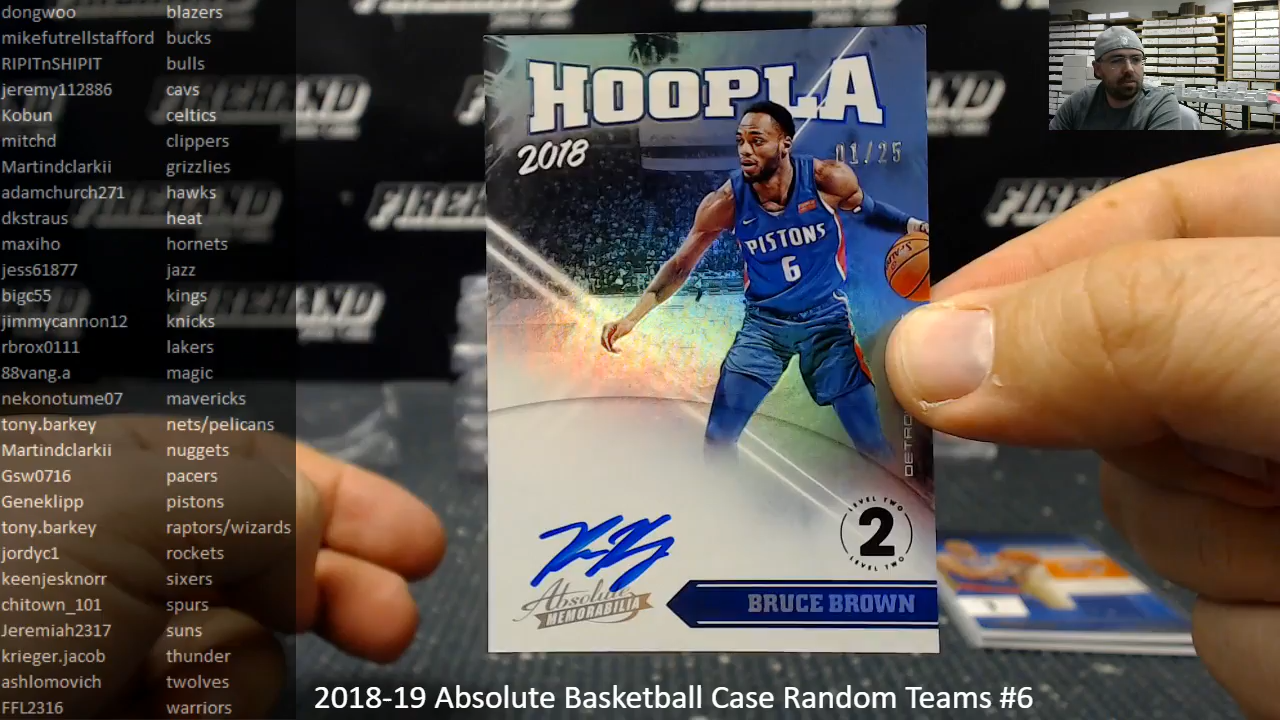 dongwoo blazers
mikefutrellstafford bucks
RIPITnSHIPIT bulls
jeremy112886 cavs
Kobun celtics
mitchd clippers
Martindclarkii grizzlies
adamchurch271 hawks
dkstraus heat
maxiho hornets
jess61877 jazz
bigc55 kings
jimmycannon12 knicks
rbrox0111 lakers
88vang.a magic
nekonotume07 mavericks
tony.barkey nets/pelicans
Martindclarkii nuggets
Gsw0716 pacers
Geneklipp pistons
tony.barkey raptors/wizards
jordyc1 rockets
keenjesknorr sixers
chitown_101 spurs
Jeremiah2317 suns
krieger.jacob thunder
ashlomovich twolves
FFL2316 warriors
HOOPLA
2018
01/25
PISTONS
6
LEVEL TWO
2
LEVEL TWO
Absolute
MEMORABILIA
BRUCE BROWN
2018-19 Absolute Basketball Case Random Teams #6